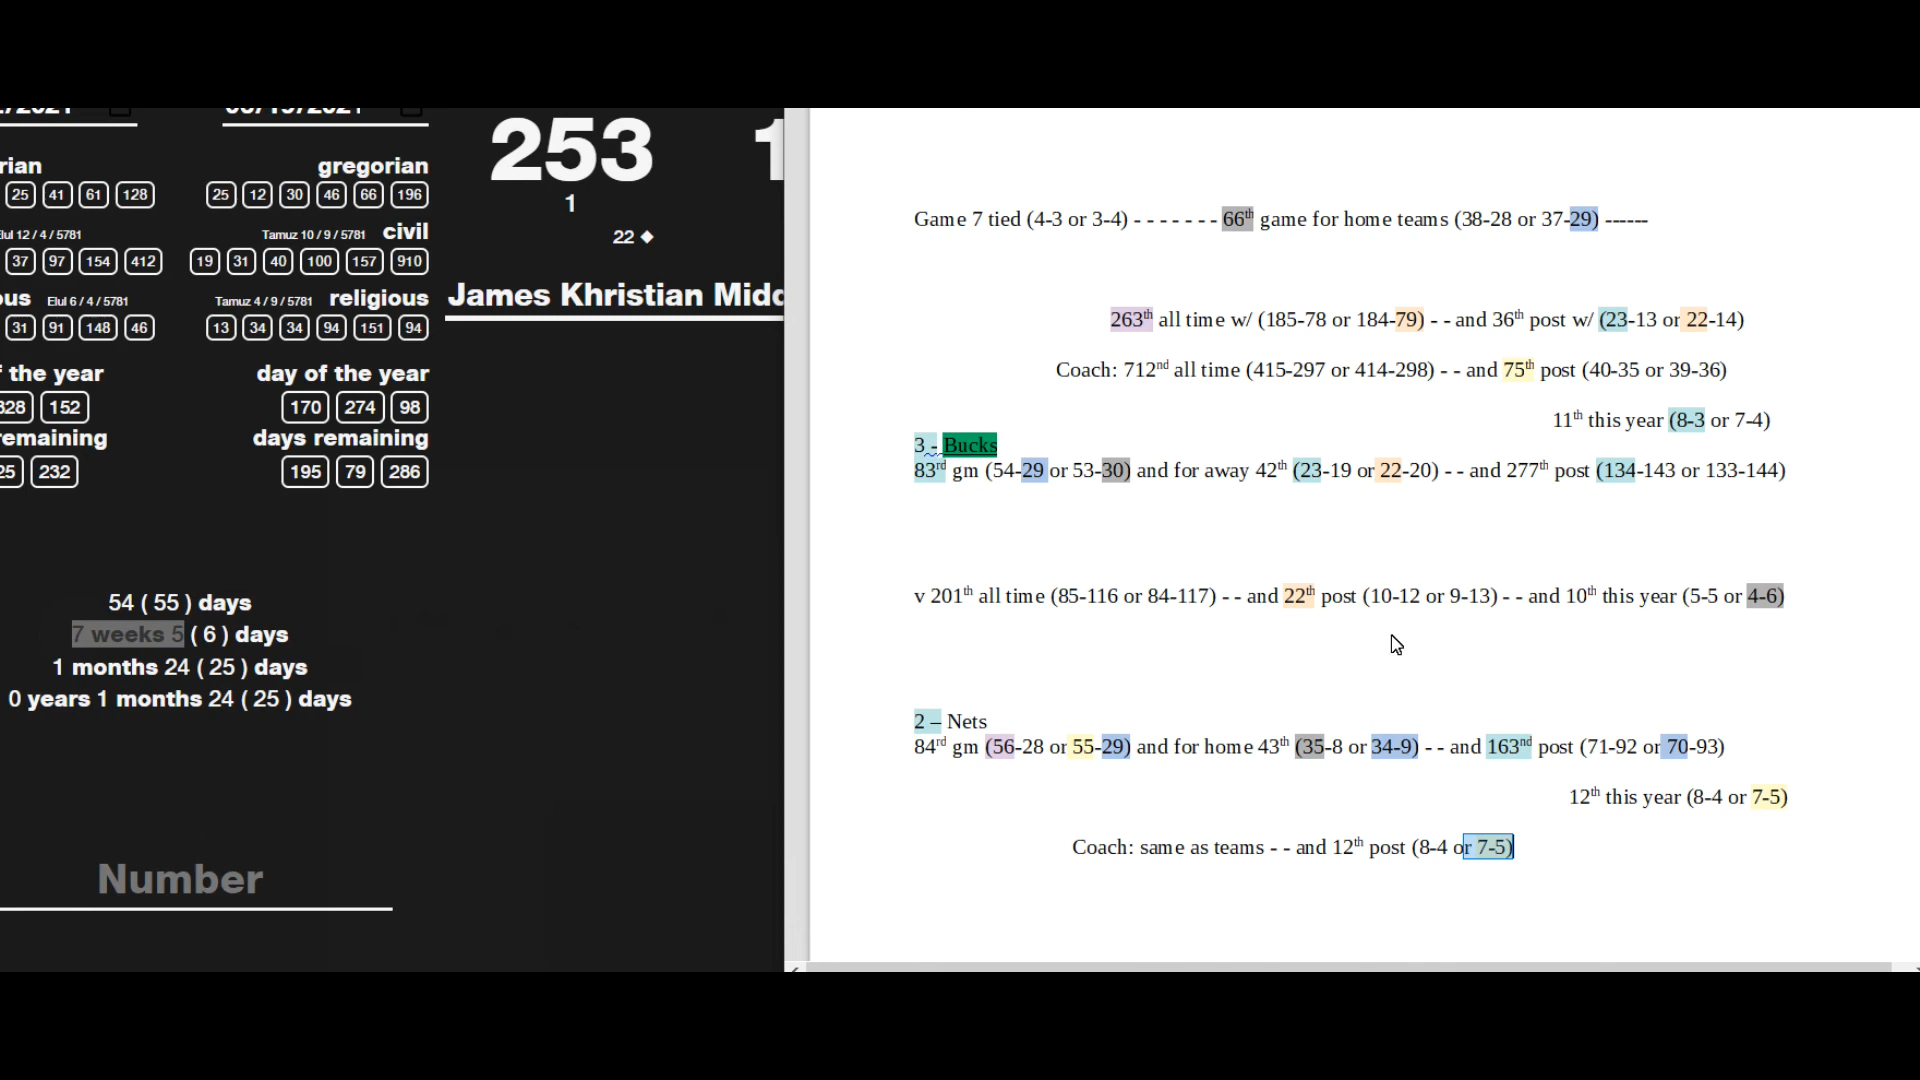 gregorian
25 41 61 128
25 12 30 46 66 196
Elul 12 / 4 / 5781
Tamuz 10 / 9 / 5781 civil
37 97 154 412
19 31 40 100 157 910
Elul 6 / 4 / 5781
Tamuz 4 / 9 / 5781 religious
31 91 148 46
13 34 34 94 151 94
the year
day of the year
328 152
170 274 98
remaining
days remaining
25 232
195 79 286
54 ( 55 ) days
7 weeks 5 ( 6 ) days
1 months 24 ( 25 ) days
0 years 1 months 24 ( 25 ) days
Number
253
1
22 ◆
James Khristian Midd
Game 7 tied (4-3 or 3-4) - - - - - - - 66th game for home teams (38-28 or 37-29) ------
263th all time w/ (185-78 or 184-79) - - and 36th post w/ (23-13 or 22-14)
Coach: 712nd all time (415-297 or 414-298) - - and 75th post (40-35 or 39-36)
11th this year (8-3 or 7-4)
3 - Bucks
83rd gm (54-29 or 53-30) and for away 42th (23-19 or 22-20) - - and 277th post (134-143 or 133-144)
v 201th all time (85-116 or 84-117) - - and 22th post (10-12 or 9-13) - - and 10th this year (5-5 or 4-6)
2 – Nets
84rd gm (56-28 or 55-29) and for home 43th (35-8 or 34-9) - - and 163nd post (71-92 or 70-93)
12th this year (8-4 or 7-5)
Coach: same as teams - - and 12th post (8-4 or 7-5)